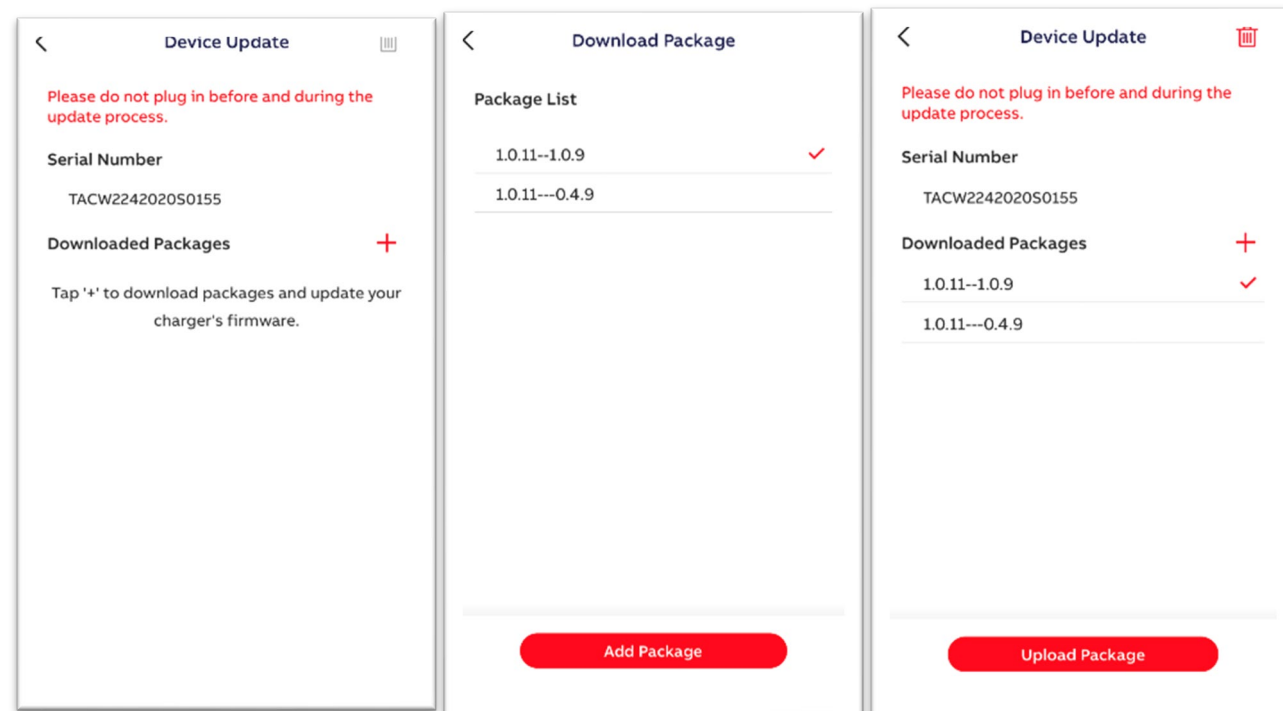 Device Update
Please do not plug in before and during the
update process.
Serial Number
TACW2242020S0155
Downloaded Packages
Tap '+' to download packages and update your
charger's firmware.
Download Package
Package List
1.0.11--1.0.9
1.0.11---0.4.9
Add Package
Device Update
Please do not plug in before and during the
update process.
Serial Number
TACW2242020S0155
Downloaded Packages
1.0.11--1.0.9
1.0.11---0.4.9
Upload Package